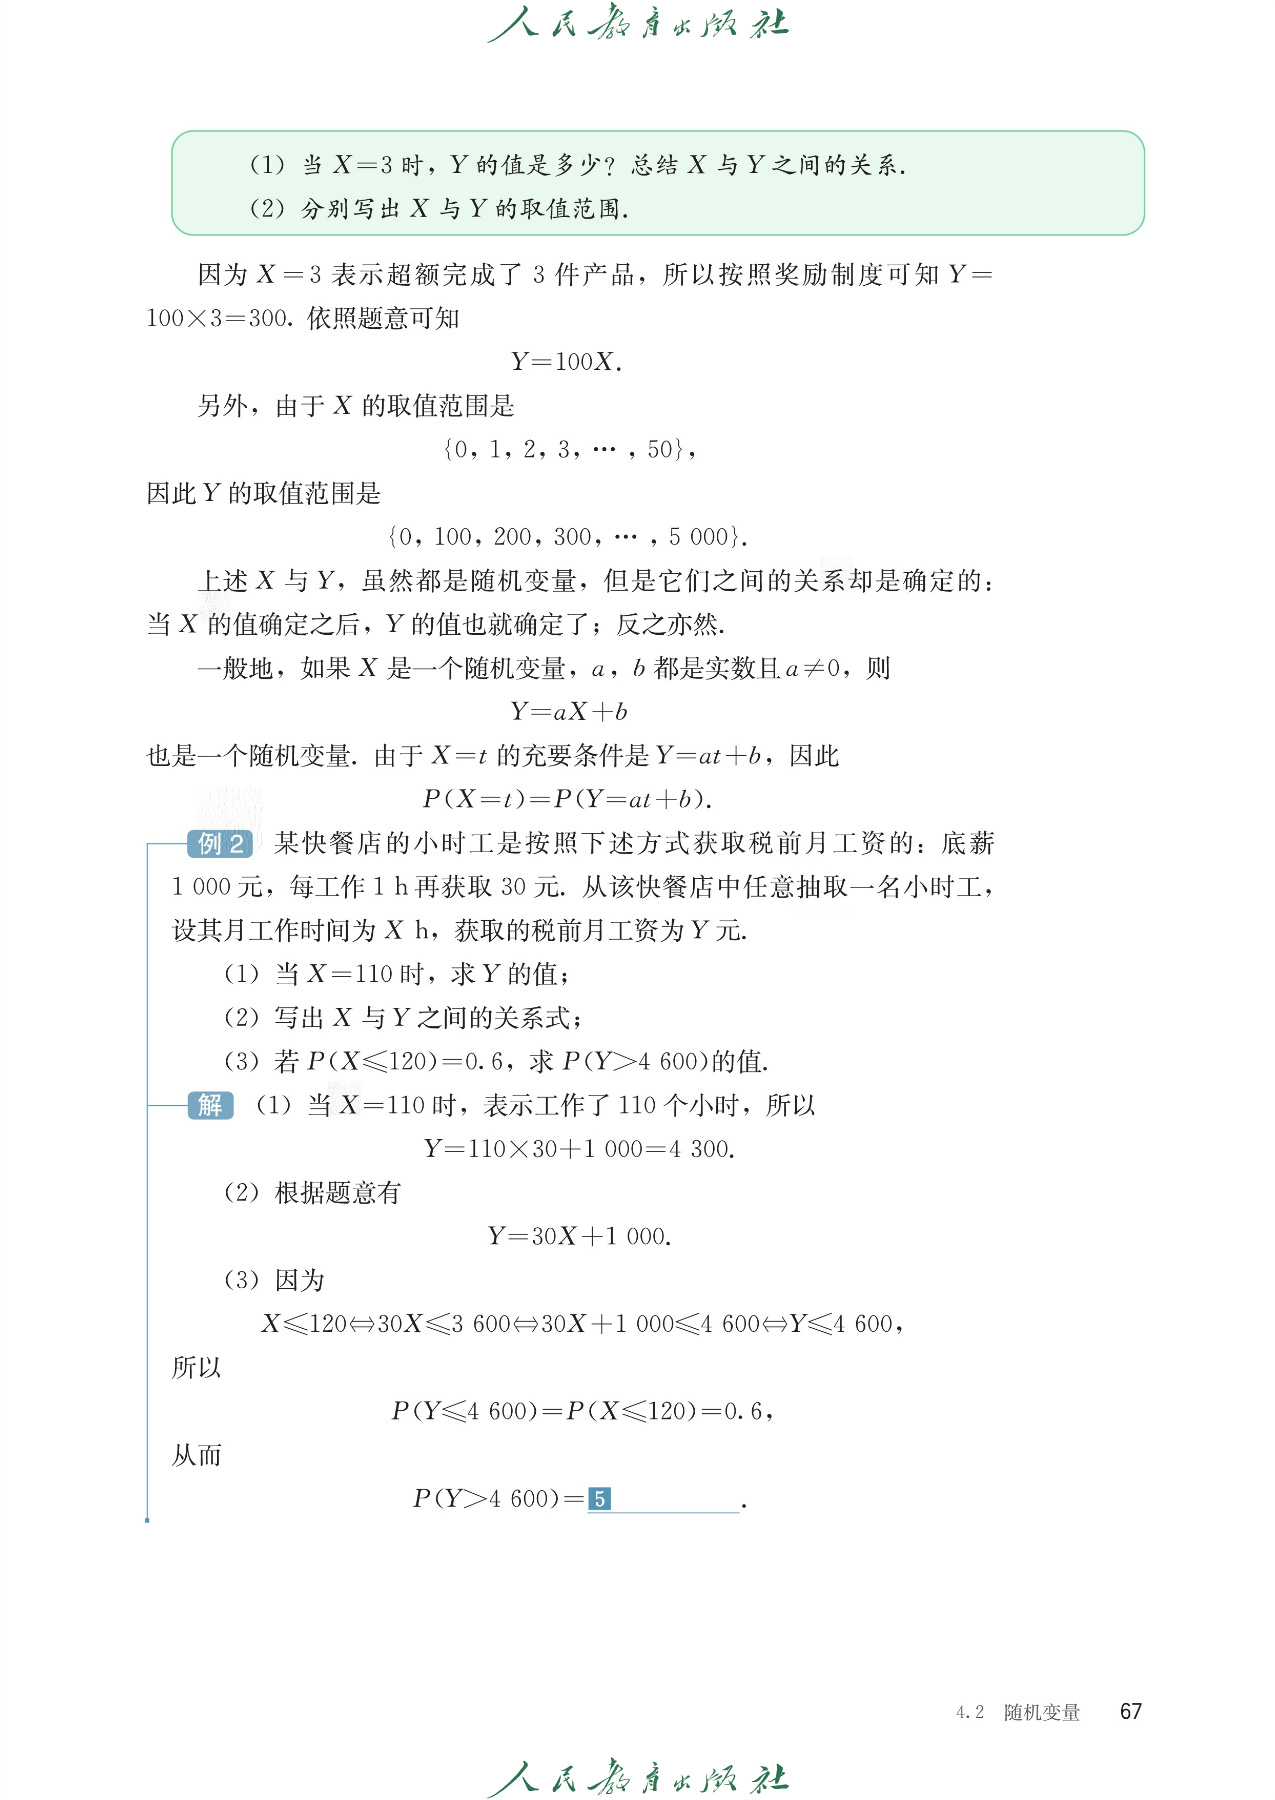 人民教育出版社
（1）当 X=3 时，Y 的值是多少？总结 X 与 Y 之间的关系.
（2）分别写出 X 与 Y 的取值范围.
因为 X=3 表示超额完成了 3 件产品，所以按照奖励制度可知 Y=
100×3=300. 依照题意可知
Y=100X.
另外，由于 X 的取值范围是
{0，1，2，3，…，50}，
因此 Y 的取值范围是
{0，100，200，300，…，5 000}.
上述 X 与 Y，虽然都是随机变量，但是它们之间的关系却是确定的：
当 X 的值确定之后，Y 的值也就确定了；反之亦然.
一般地，如果 X 是一个随机变量，a，b 都是实数且 a≠0，则
Y=aX+b
也是一个随机变量. 由于 X=t 的充要条件是 Y=at+b，因此
P(X=t)=P(Y=at+b).
例 2 某快餐店的小时工是按照下述方式获取税前月工资的：底薪
1 000 元，每工作 1 h 再获取 30 元. 从该快餐店中任意抽取一名小时工，
设其月工作时间为 X h，获取的税前月工资为 Y 元.
（1）当 X=110 时，求 Y 的值；
（2）写出 X 与 Y 之间的关系式；
（3）若 P(X≤120)=0.6，求 P(Y>4 600)的值.
解 （1）当 X=110 时，表示工作了 110 个小时，所以
Y=110×30+1 000=4 300.
（2）根据题意有
Y=30X+1 000.
（3）因为
X≤120⇔30X≤3 600⇔30X+1 000≤4 600⇔Y≤4 600，
所以
P(Y≤4 600)=P(X≤120)=0.6，
从而
P(Y>4 600)=5 .
4.2 随机变量 67
人民教育出版社